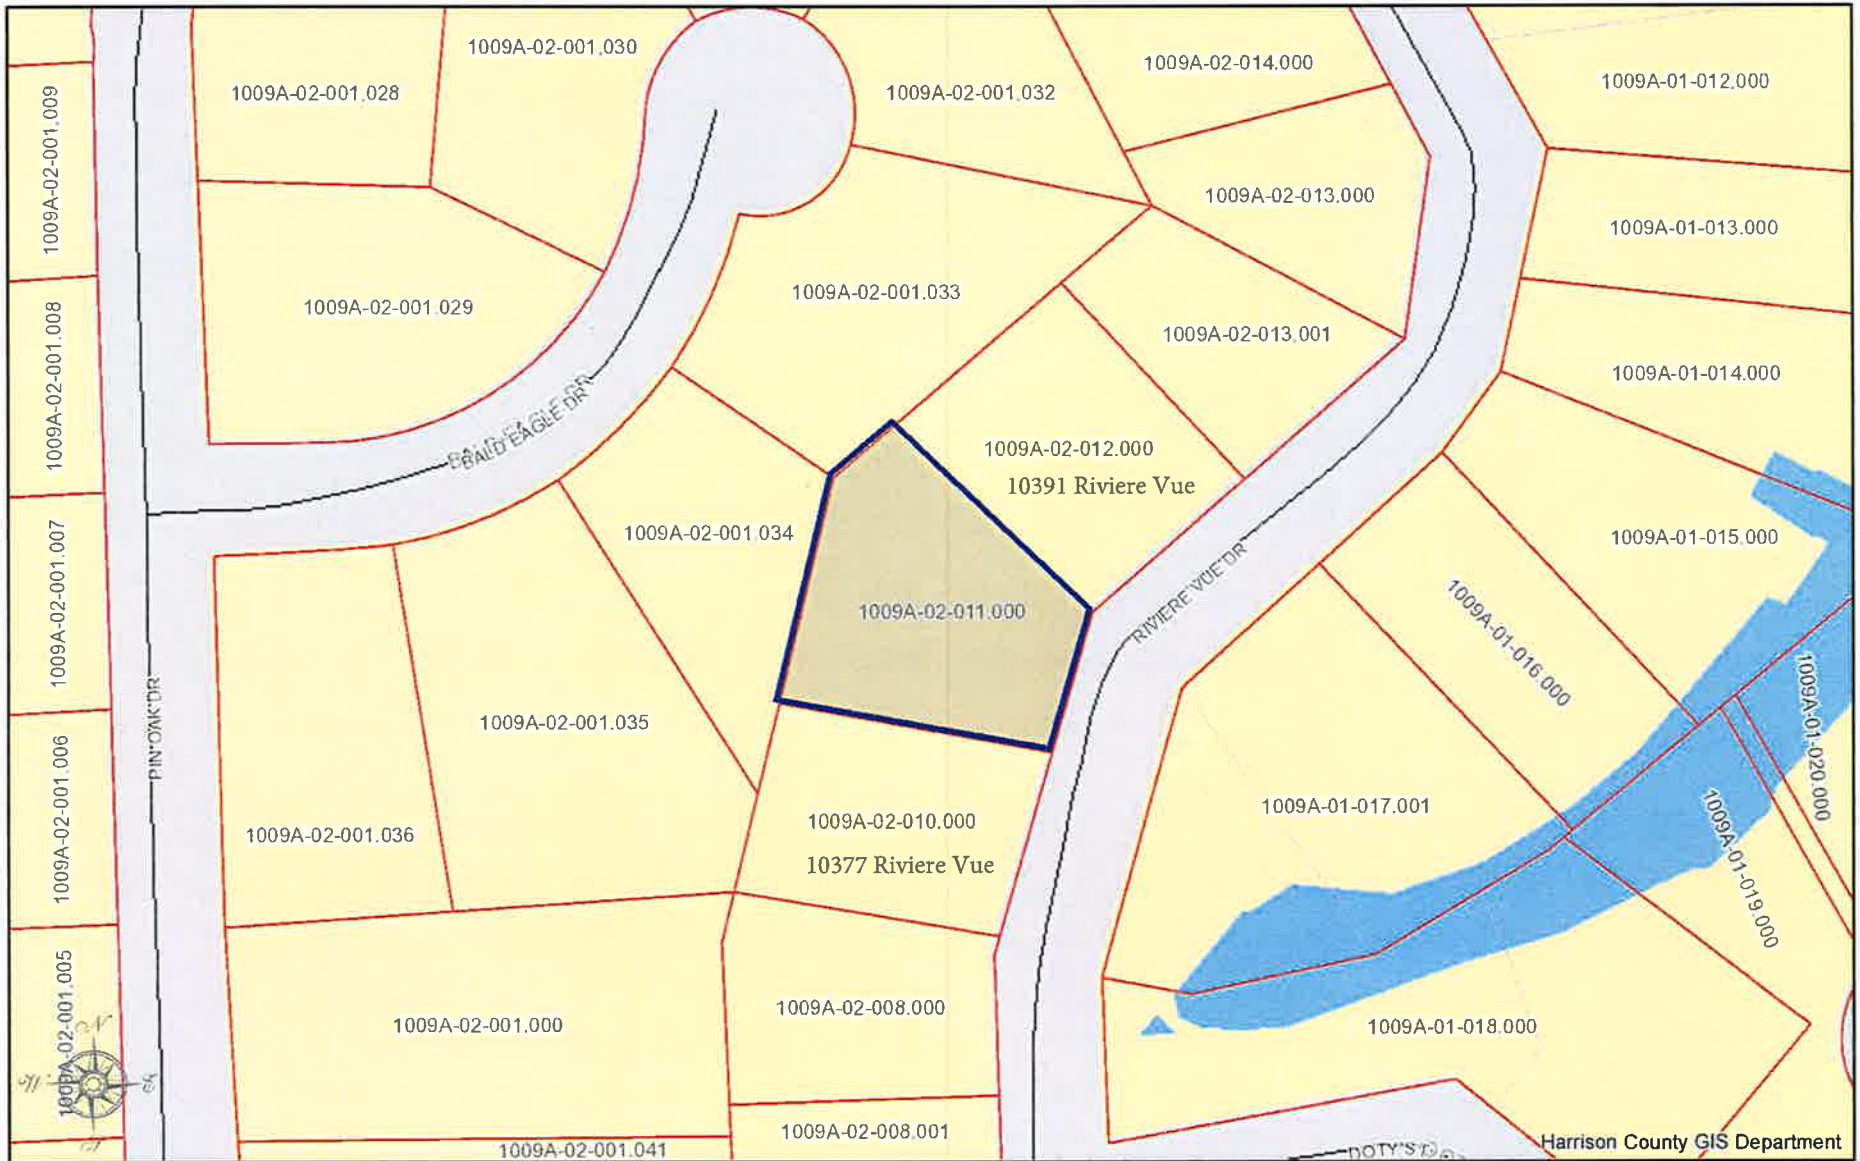 1009A-02-001.030
1009A-02-014.000
1009A-01-012.000
1009A-02-001.028
1009A-02-001.032
1009A-02-001.009
1009A-02-013.000
1009A-01-013.000
1009A-02-001.033
1009A-02-001.029
1009A-02-013.001
1009A-02-001.008
1009A-01-014.000
BALD EAGLE DR
BALD EAGLE DR
1009A-02-012.000
10391 Riviere Vue
1009A-02-001.034
1009A-01-015.000
1009A-02-001.007
RIVIERE VUE DR
1009A-02-011.000
1009A-01-016.000
1009A-02-001.035
PIN OAK DR
1009A-01-020.000
1009A-02-001.006
1009A-01-017.001
1009A-02-010.000
1009A-02-001.036
10377 Riviere Vue
1009A-01-019.000
1009A-02-008.000
1009A-02-001.000
1009A-01-018.000
1009A-02-001.005
N
W
E
1009A-02-008.001
1009A-02-001.041
DOTY'S
Harrison County GIS Department